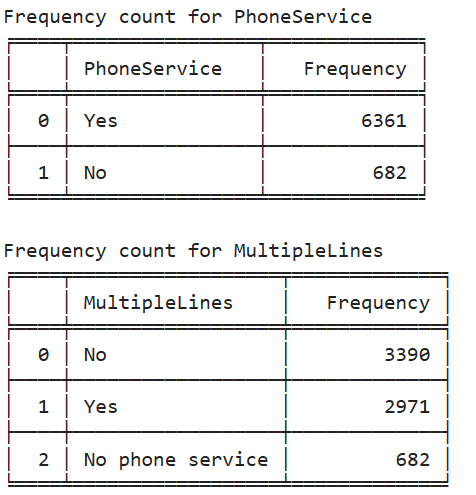 Frequency count for PhoneService
PhoneService Frequency
0 Yes 6361
1 No 682
Frequency count for MultipleLines
MultipleLines Frequency
0 No 3390
1 Yes 2971
2 No phone service 682